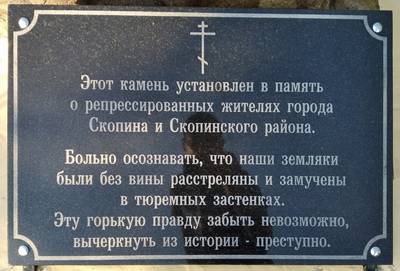 Этот камень установлен в память
о репрессированных жителях города
Скопина и Скопинского района.
Больно осознавать, что наши земляки
были без вины расстреляны и замучены
в тюремных застенках.
Эту горькую правду забыть невозможно,
вычеркнуть из истории - преступно.